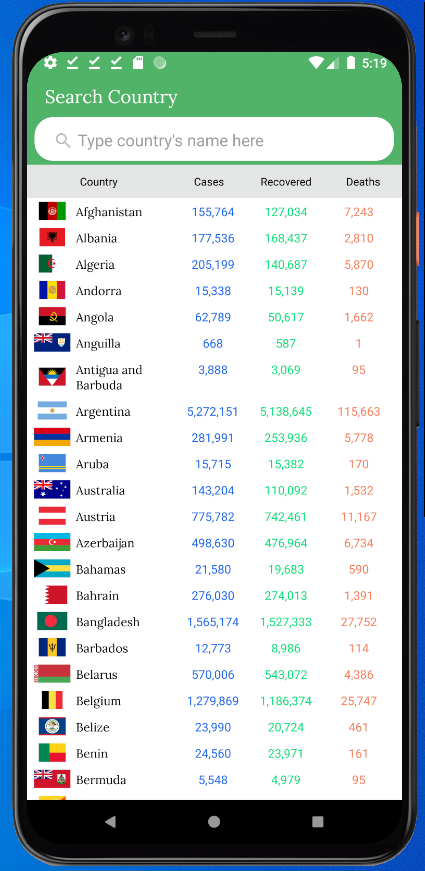 5:19
Search Country
Type country's name here
Country Cases Recovered Deaths
Afghanistan 155,764 127,034 7,243
Albania 177,536 168,437 2,810
Algeria 205,199 140,687 5,870
Andorra 15,338 15,139 130
Angola 62,789 50,617 1,662
Anguilla 668 587 1
Antigua and 3,888 3,069 95
Barbuda
Argentina 5,272,151 5,138,645 115,663
Armenia 281,991 253,936 5,778
Aruba 15,715 15,382 170
Australia 143,204 110,092 1,532
Austria 775,782 742,461 11,167
Azerbaijan 498,630 476,964 6,734
Bahamas 21,580 19,683 590
Bahrain 276,030 274,013 1,391
Bangladesh 1,565,174 1,527,333 27,752
Barbados 12,773 8,986 114
Belarus 570,006 543,072 4,386
Belgium 1,279,869 1,186,374 25,747
Belize 23,990 20,724 461
Benin 24,560 23,971 161
Bermuda 5,548 4,979 95